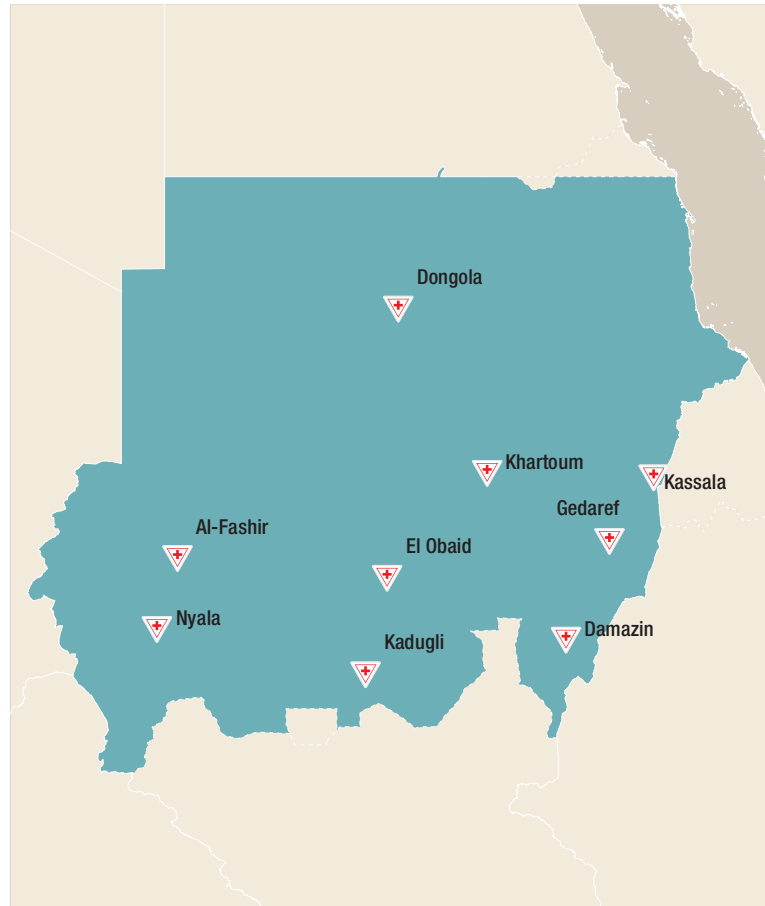 Dongola
Khartoum
Kassala
Gedaref
Al-Fashir
El Obaid
Nyala
Damazin
Kadugli